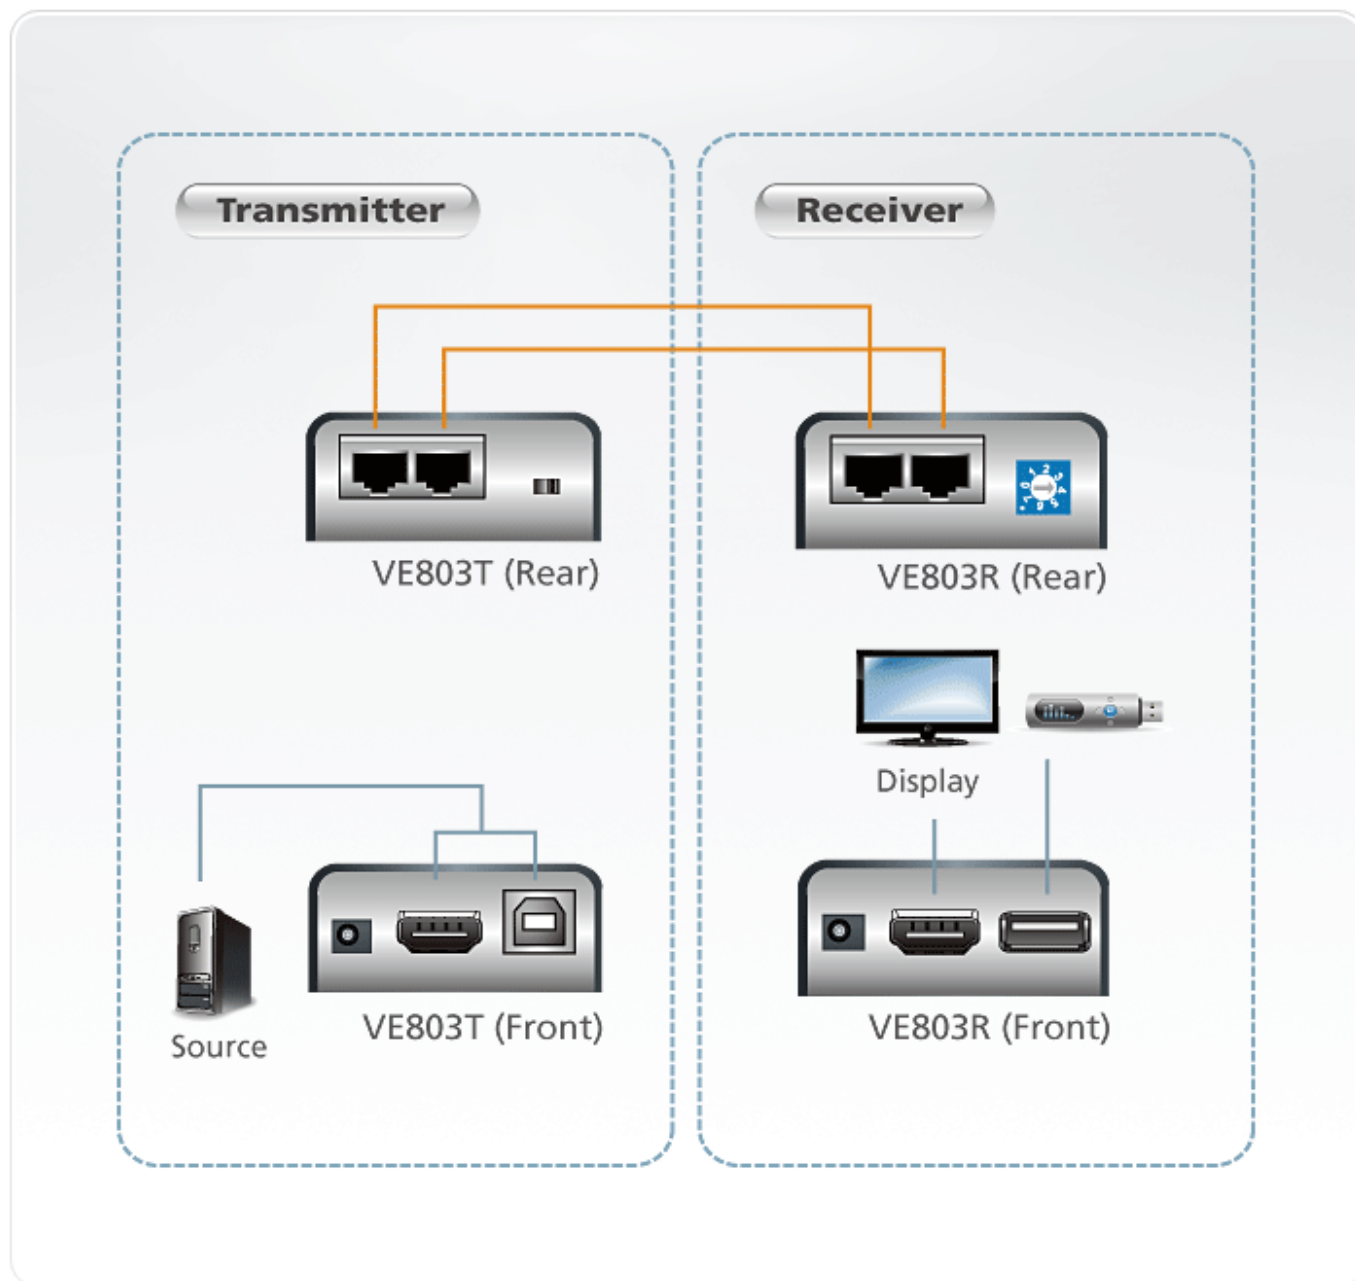 Transmitter
Receiver
VE803T (Rear)
VE803R (Rear)
Display
VE803T (Front)
VE803R (Front)
Source